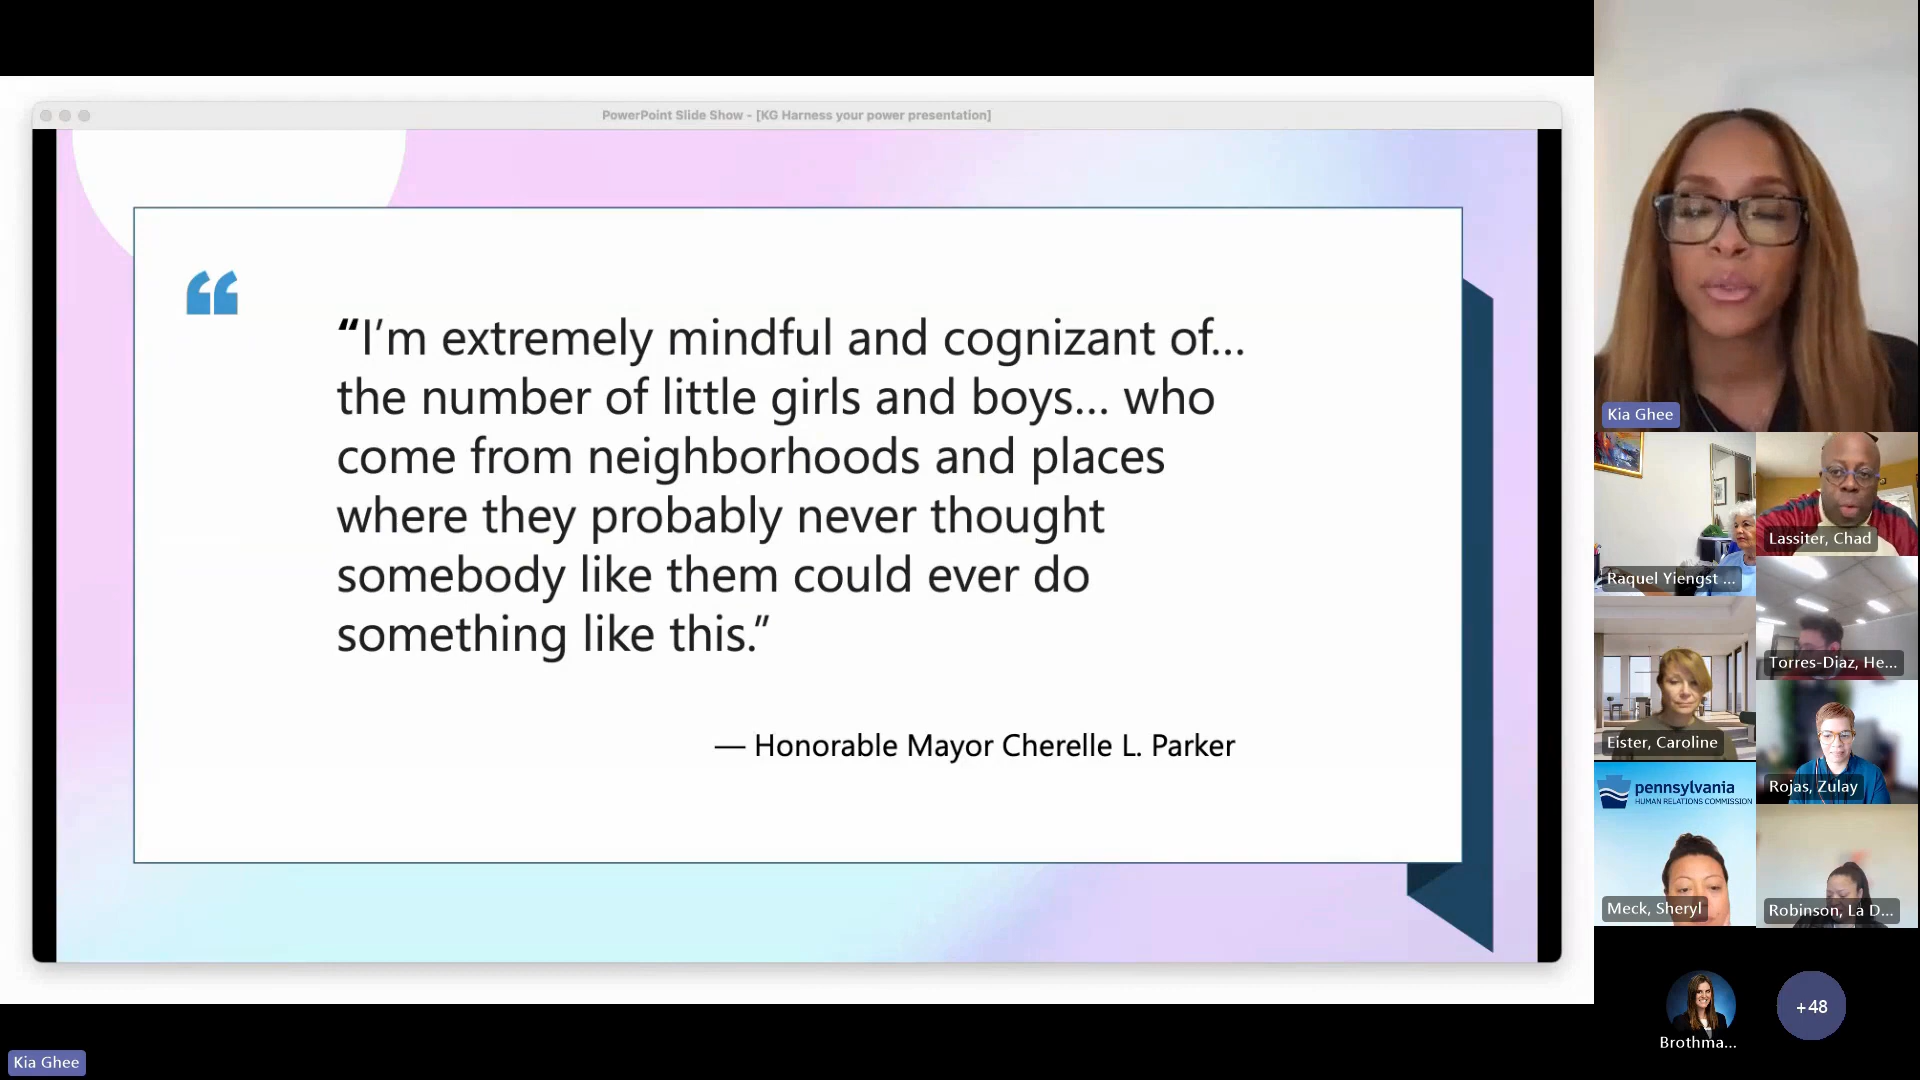 PowerPoint Slide Show - [KG Harness your power presentation]
“I’m extremely mindful and cognizant of...
the number of little girls and boys... who
come from neighborhoods and places
where they probably never thought
somebody like them could ever do
something like this.”
— Honorable Mayor Cherelle L. Parker
Kia Ghee
Raquel Yiengst ...
Lassiter, Chad
Torres-Diaz, He...
Eister, Caroline
Rojas, Zulay
pennsylvania
HUMAN RELATIONS COMMISSION
Meck, Sheryl
Robinson, La D...
Brothma...
+48
Kia Ghee